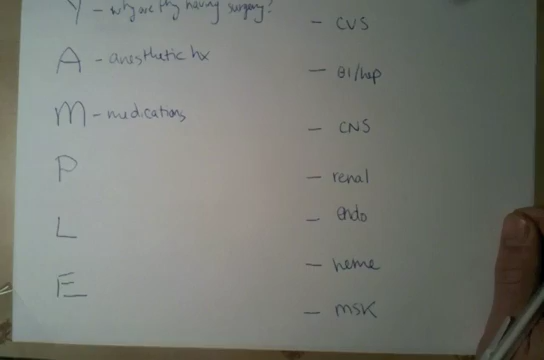 Y - why are they having surgery?
A - anesthetic hx
M - medications
P
L
E
- CVS
- GI/hep
- CNS
- renal
- endo
- heme
- MSK